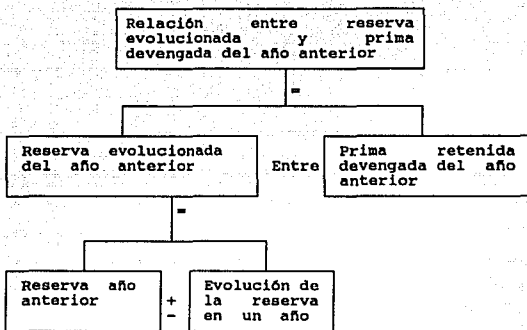 Relación entre reserva
evolucionada y prima
devengada del año anterior
=
Reserva evolucionada
del año anterior
Entre
Prima retenida
devengada del año
anterior
=
Reserva año
anterior
+
-
Evolución de
la reserva
en un año